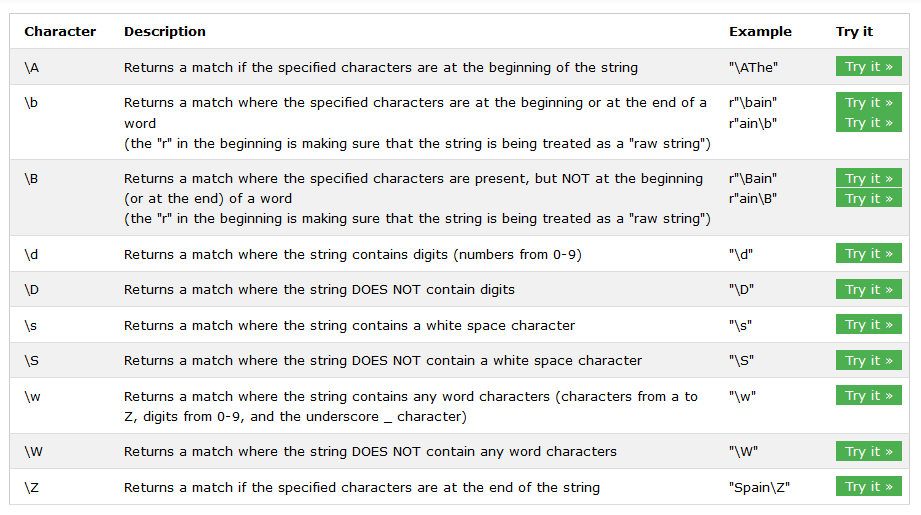 Character Description Example Try it
\A Returns a match if the specified characters are at the beginning of the string "\AThe" Try it »
\b Returns a match where the specified characters are at the beginning or at the end of a r"\bain" Try it »
word r"ain\b" Try it »
(the "r" in the beginning is making sure that the string is being treated as a "raw string")
\B Returns a match where the specified characters are present, but NOT at the beginning r"\Bain" Try it »
(or at the end) of a word r"ain\B" Try it »
(the "r" in the beginning is making sure that the string is being treated as a "raw string")
\d Returns a match where the string contains digits (numbers from 0-9) "\d" Try it »
\D Returns a match where the string DOES NOT contain digits "\D" Try it »
\s Returns a match where the string contains a white space character "\s" Try it »
\S Returns a match where the string DOES NOT contain a white space character "\S" Try it »
\w Returns a match where the string contains any word characters (characters from a to "\w" Try it »
Z, digits from 0-9, and the underscore _ character)
\W Returns a match where the string DOES NOT contain any word characters "\W" Try it »
\Z Returns a match if the specified characters are at the end of the string "Spain\Z" Try it »